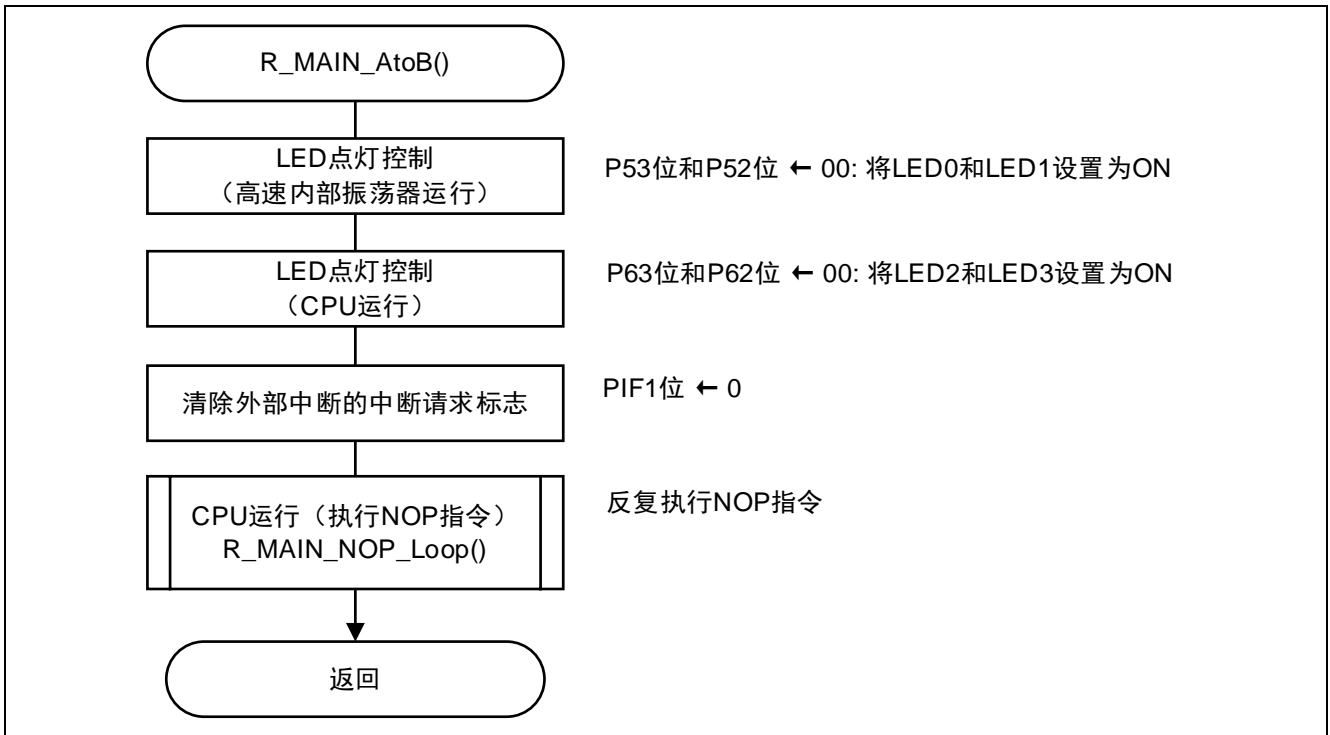 R_MAIN_AtoB()
LED点灯控制
（高速内部振荡器运行）
P53位和P52位 ← 00: 将LED0和LED1设置为ON
LED点灯控制
（CPU运行）
P63位和P62位 ← 00: 将LED2和LED3设置为ON
清除外部中断的中断请求标志
PIF1位 ← 0
CPU运行（执行NOP指令）
R_MAIN_NOP_Loop()
反复执行NOP指令
返回